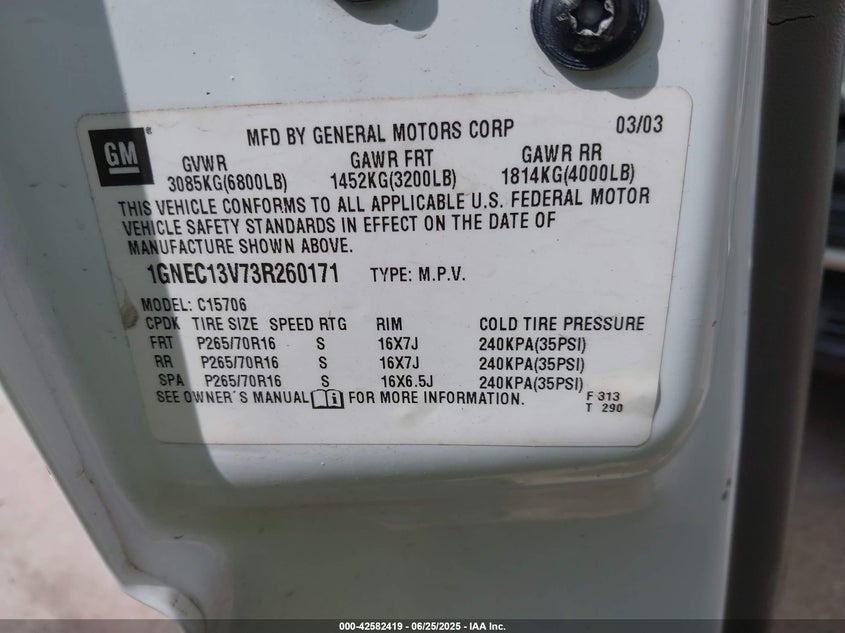 GM ® MFD BY GENERAL MOTORS CORP 03/03
GVWR GAWR FRT GAWR RR
3085KG(6800LB) 1452KG(3200LB) 1814KG(4000LB)
THIS VEHICLE CONFORMS TO ALL APPLICABLE U.S. FEDERAL MOTOR
VEHICLE SAFETY STANDARDS IN EFFECT ON THE DATE OF
MANUFACTURE SHOWN ABOVE.
1GNEC13V73R260171 TYPE: M.P.V.
MODEL: C15706
CPDK TIRE SIZE SPEED RTG RIM COLD TIRE PRESSURE
FRT P265/70R16 S 16X7J 240KPA(35PSI)
RR P265/70R16 S 16X7J 240KPA(35PSI)
SPA P265/70R16 S 16X6.5J 240KPA(35PSI)
SEE OWNER'S MANUAL FOR MORE INFORMATION. F 313
T 290
000-42582419 - 06/25/2025 - IAA Inc.